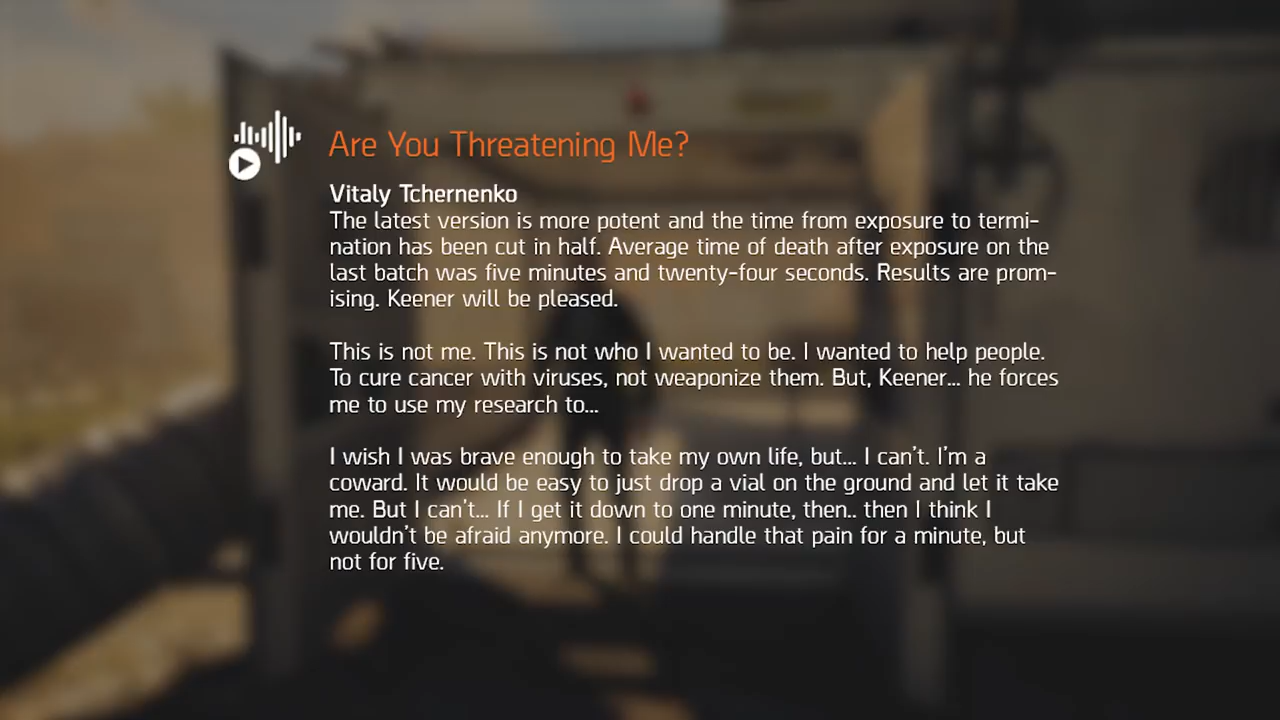 Are You Threatening Me?
Vitaly Tchernenko
The latest version is more potent and the time from exposure to termi-
nation has been cut in half. Average time of death after exposure on the
last batch was five minutes and twenty-four seconds. Results are prom-
ising. Keener will be pleased.
This is not me. This is not who I wanted to be. I wanted to help people.
To cure cancer with viruses, not weaponize them. But, Keener... he forces
me to use my research to...
I wish I was brave enough to take my own life, but... I can't. I'm a
coward. It would be easy to just drop a vial on the ground and let it take
me. But I can't... If I get it down to one minute, then.. then I think I
wouldn't be afraid anymore. I could handle that pain for a minute, but
not for five.